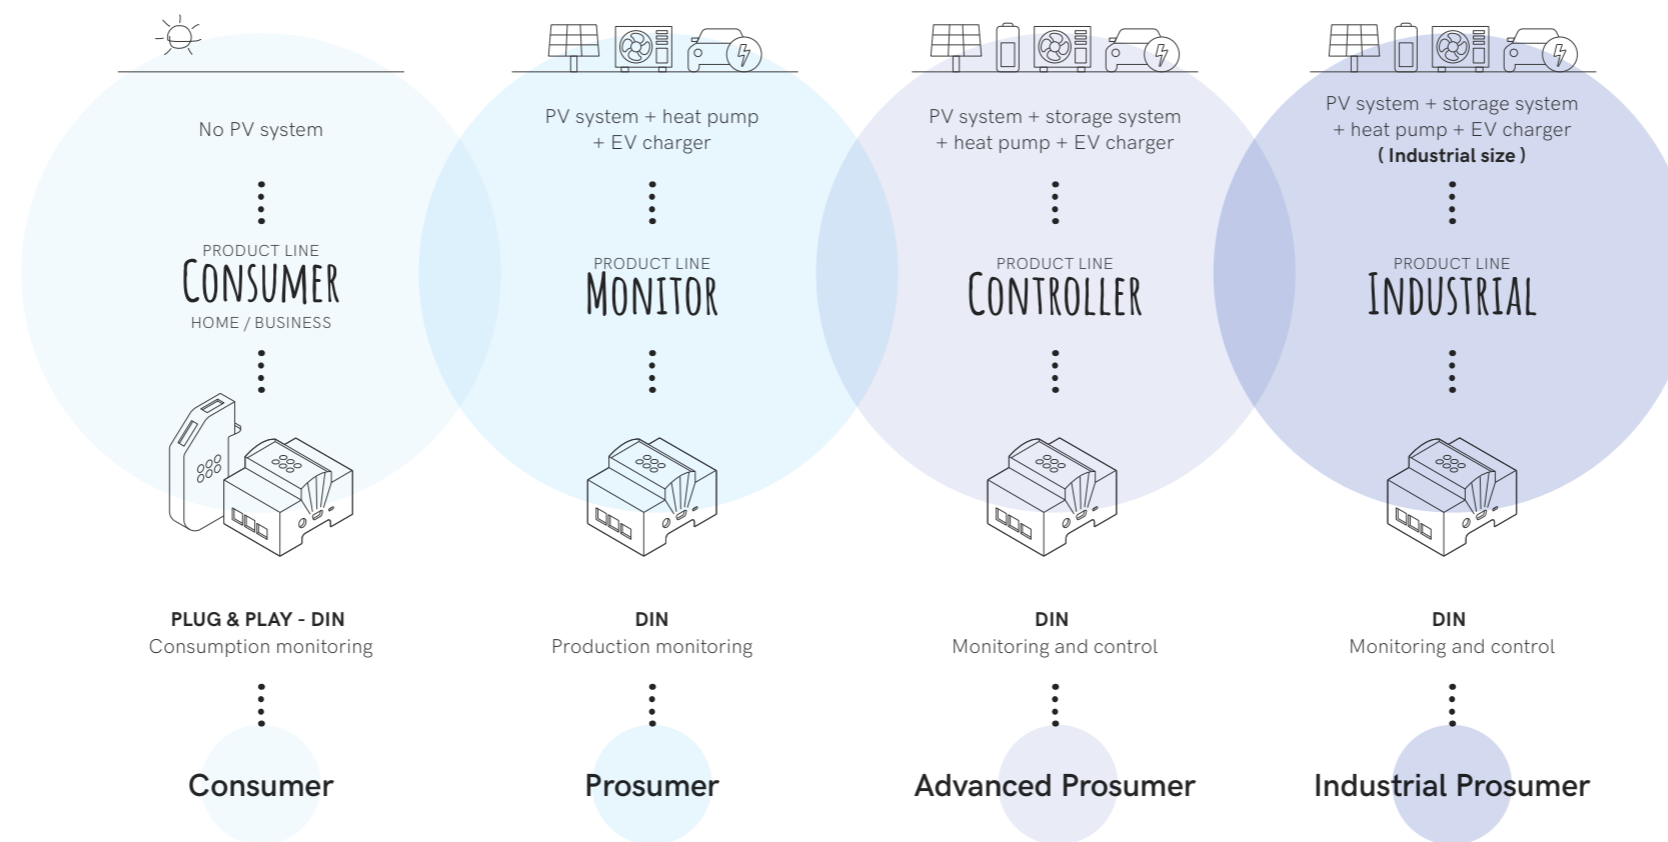 No PV system
PRODUCT LINE
CONSUMER
HOME / BUSINESS
PLUG & PLAY - DIN
Consumption monitoring
Consumer
PV system + heat pump
+ EV charger
PRODUCT LINE
MONITOR
DIN
Production monitoring
Prosumer
PV system + storage system
+ heat pump + EV charger
PRODUCT LINE
CONTROLLER
DIN
Monitoring and control
Advanced Prosumer
PV system + storage system
+ heat pump + EV charger
( Industrial size )
PRODUCT LINE
INDUSTRIAL
DIN
Monitoring and control
Industrial Prosumer